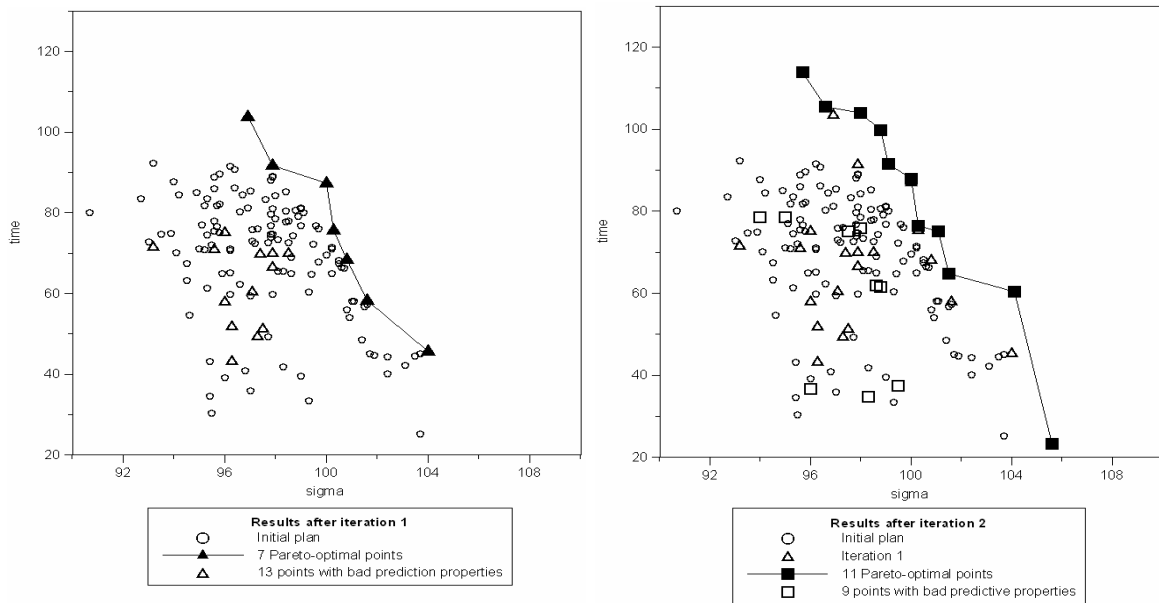 120
100
80
60
40
20
time
92
96
100
104
108
sigma
Results after iteration 1
Initial plan
7 Pareto-optimal points
13 points with bad prediction properties
120
100
80
60
40
20
time
92
96
100
104
108
sigma
Results after iteration 2
Initial plan
Iteration 1
11 Pareto-optimal points
9 points with bad predictive properties